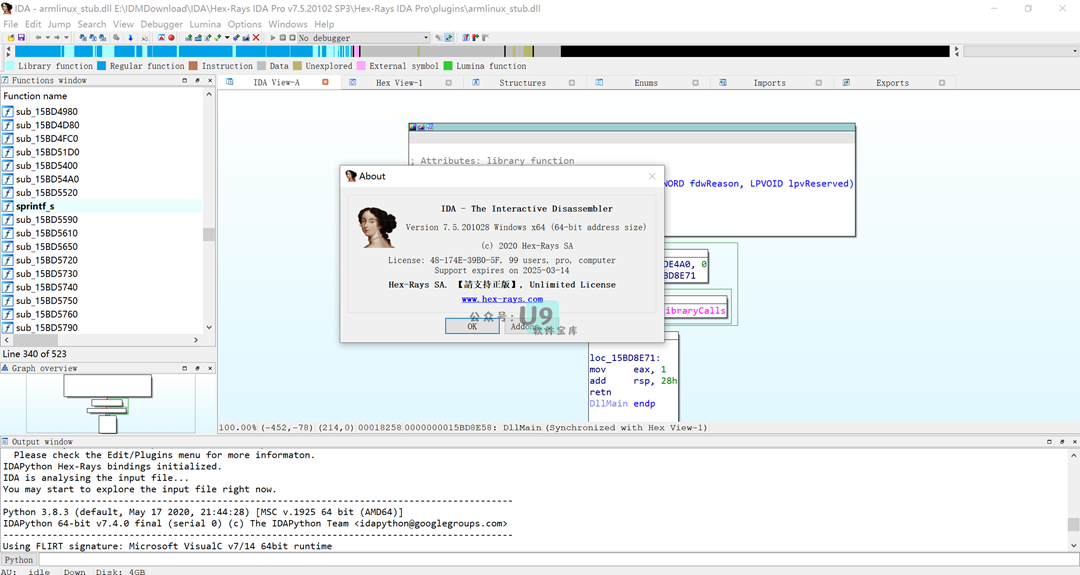 IDA - armlinux_stub.dll E:\IDMDownload\IDA\Hex-Rays IDA Pro v7.5.20102 SP3\Hex-Rays IDA Pro\plugins\armlinux_stub.dll
File Edit Jump Search View Debugger Lumina Options Windows Help
No debugger
Library function Regular function Instruction Data Unexplored External symbol Lumina function
Functions window
IDA View-A Hex View-1 Structures Enums Imports Exports
Function name
sub_15BD4980
sub_15BD4D80
sub_15BD4FC0
sub_15BD51D0
sub_15BD5400
sub_15BD54A0
sub_15BD5520
sprintf_s
sub_15BD5590
sub_15BD5610
sub_15BD5650
sub_15BD5720
sub_15BD5730
sub_15BD5740
sub_15BD5750
sub_15BD5760
sub_15BD5790
Line 340 of 523
Graph overview
; Attributes: library function
WORD fdwReason, LPVOID lpvReserved)
About
IDA - The Interactive Disassembler
Version 7.5.201028 Windows x64 (64-bit address size)
(c) 2020 Hex-Rays SA
License: 48-174E-39B0-5F, 99 users, pro, computer
Support expires on 2025-03-14
Hex-Rays SA. 【請支持正版】, Unlimited License
www.hex-rays.com
OK
Addons
公众号: U9
软件宝库
DE4A0, 0
BD8E71
ibraryCalls
loc_15BD8E71:
mov eax, 1
add rsp, 28h
retn
DllMain endp
100.00% (-452,-78) (214,0) 00018258 0000000015BD8E58: DllMain (Synchronized with Hex View-1)
Output window
Please check the Edit/Plugins menu for more informaton.
IDAPython Hex-Rays bindings initialized.
IDA is analysing the input file...
You may start to explore the input file right now.
Python 3.8.3 (default, May 17 2020, 21:44:28) [MSC v.1925 64 bit (AMD64)]
IDAPython 64-bit v7.4.0 final (serial 0) (c) The IDAPython Team <idapython@googlegroups.com>
Using FLIRT signature: Microsoft VisualC v7/14 64bit runtime
Python
AU: idle Down Disk: 4GB